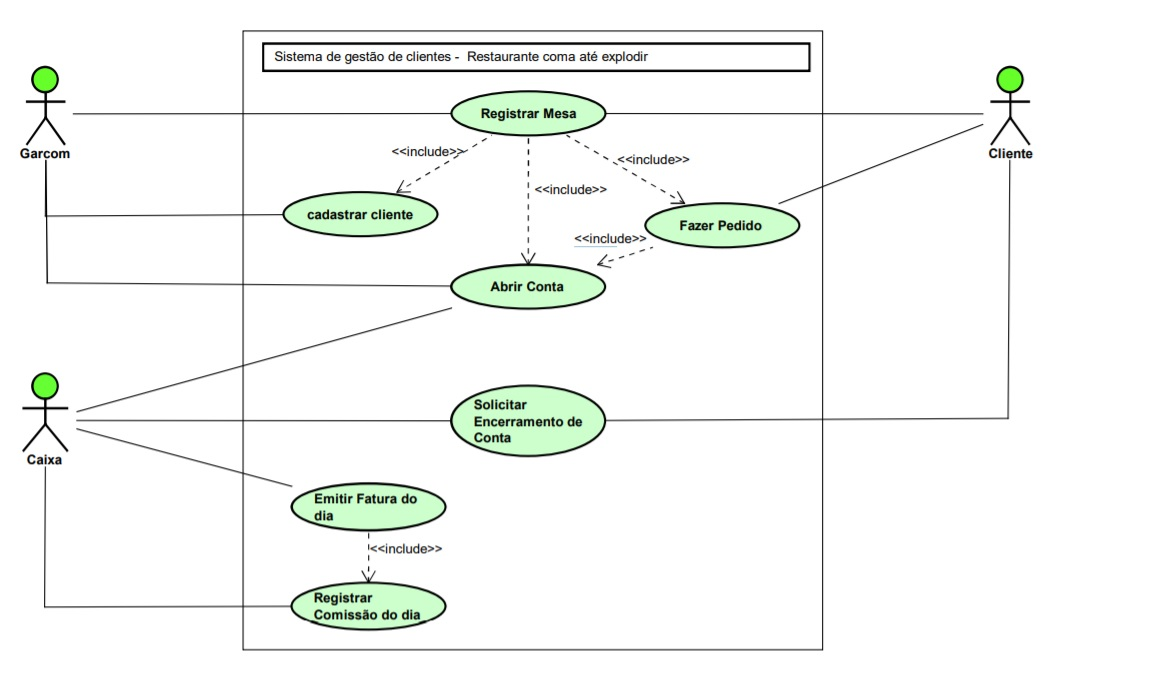 Sistema de gestão de clientes -  Restaurante coma até explodir
Registrar Mesa
Garcom
Cliente
<<include>>
<<include>>
<<include>>
cadastrar cliente
Fazer Pedido
<<include>>
Abrir Conta
Solicitar
Encerramento de
Conta
Caixa
Emitir Fatura do
dia
<<include>>
Registrar
Comissão do dia